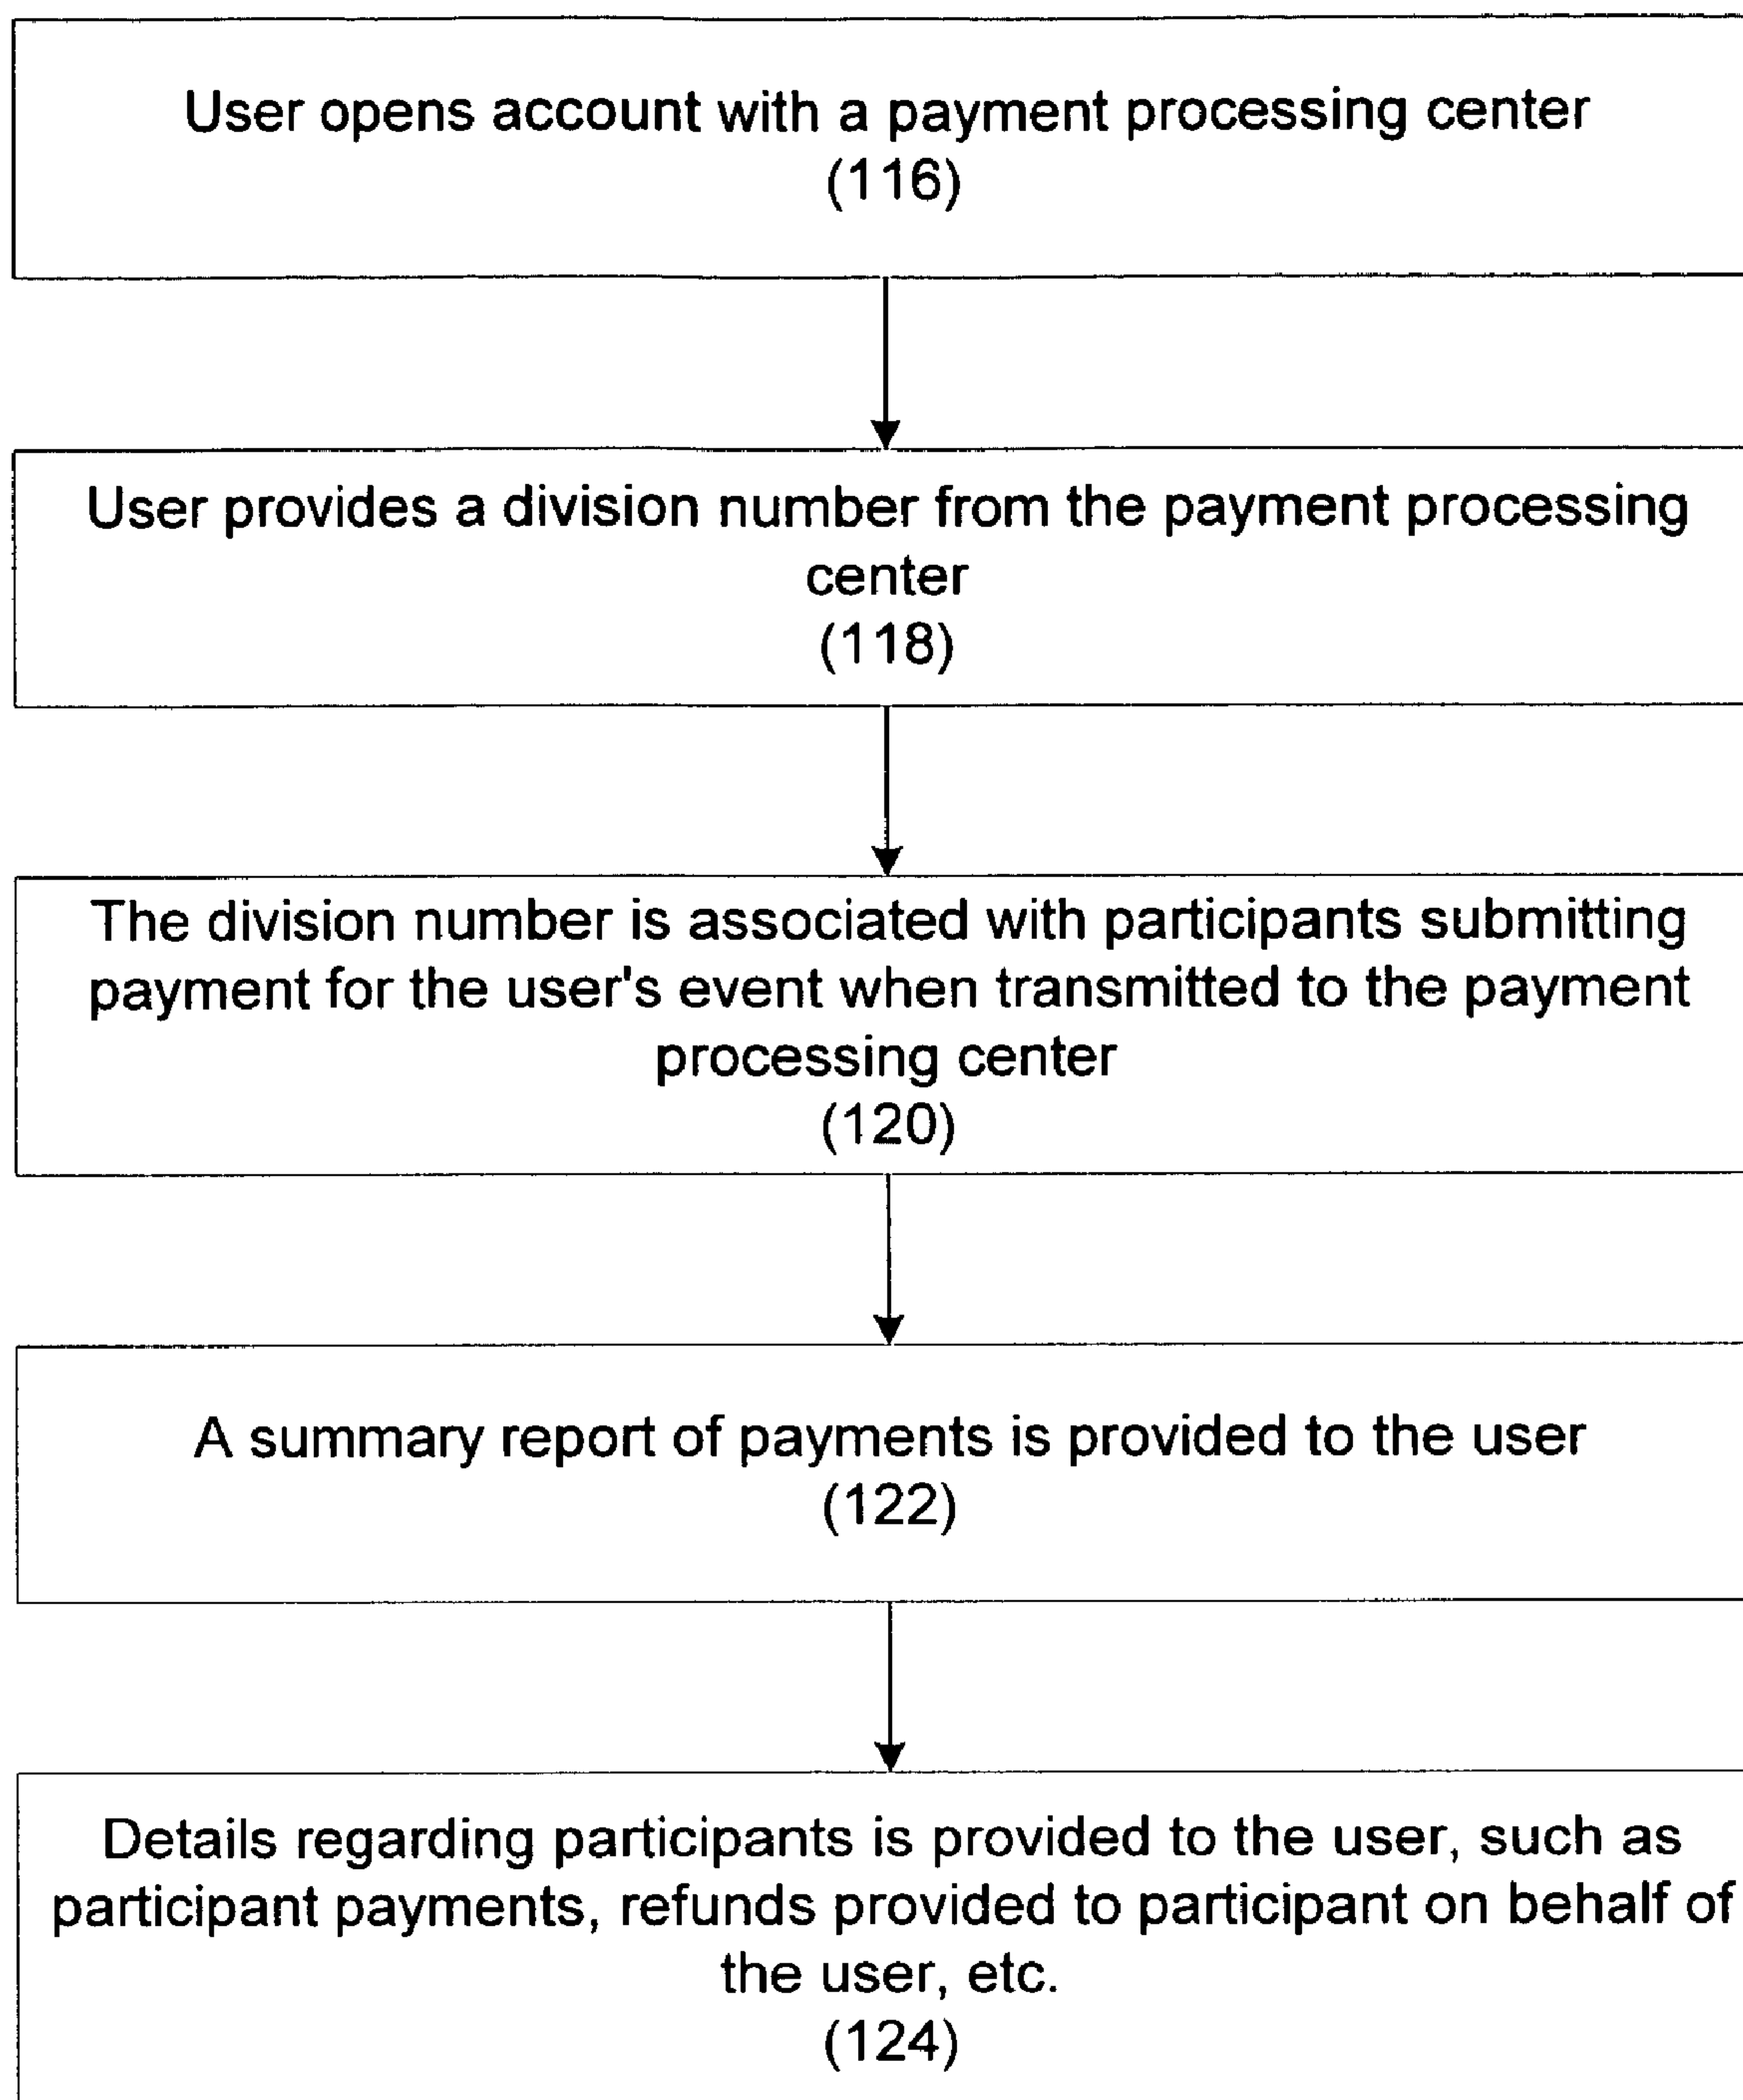 User opens account with a payment processing center
(116)
User provides a division number from the payment processing
center
(118)
The division number is associated with participants submitting
payment for the user's event when transmitted to the payment
processing center
(120)
A summary report of payments is provided to the user
(122)
Details regarding participants is provided to the user, such as
participant payments, refunds provided to participant on behalf of
the user, etc.
(124)